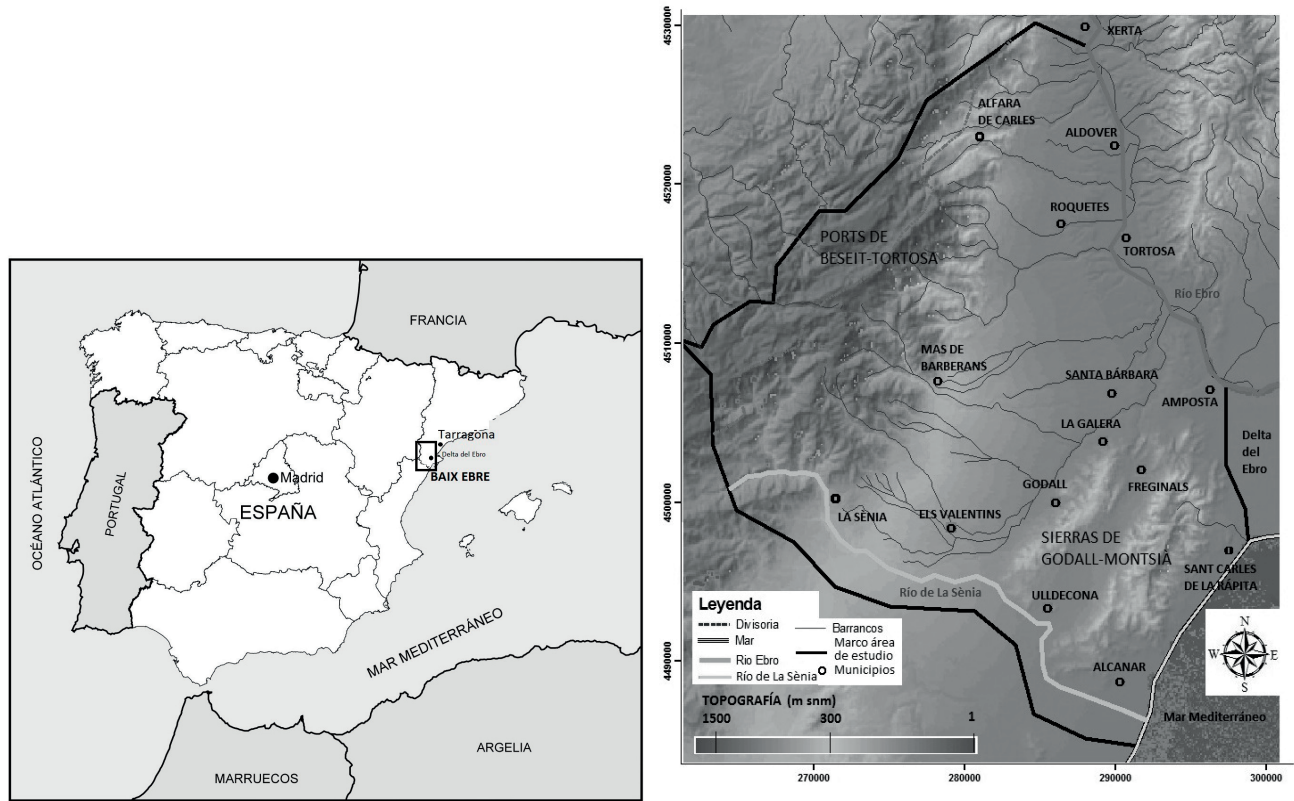 FRANCIA
OCÉANO ATLÁNTICO
PORTUGAL
Madrid
ESPAÑA
Tarragona
Delta del Ebro
BAIX EBRE
MAR MEDITERRÁNEO
MARRUECOS
ARGELIA
4530000
4520000
4510000
4500000
4490000
XERTA
ALFARA
DE CARLES
ALDOVER
ROQUETES
TORTOSA
PORTS DE
BESEIT-TORTOSA
Río Ebro
MAS DE
BARBERANS
SANTA BÁRBARA
AMPOSTA
LA GALERA
Delta
del
Ebro
FREGINALS
GODALL
LA SÈNIA
ELS VALENTINS
SIERRAS DE
GODALL-MONTSIÀ
SANT CARLES
DE LA RÀPITA
Río de La Sènia
ULLDECONA
ALCANAR
Mar Mediterráneo
Leyenda
Divisoria
Mar
Rio Ebro
Río de La Sènia
Barrancos
Marco área
de estudio
Municipios
TOPOGRAFÍA (m snm)
1500 300 1
N
W E
S
270000 280000 290000 300000